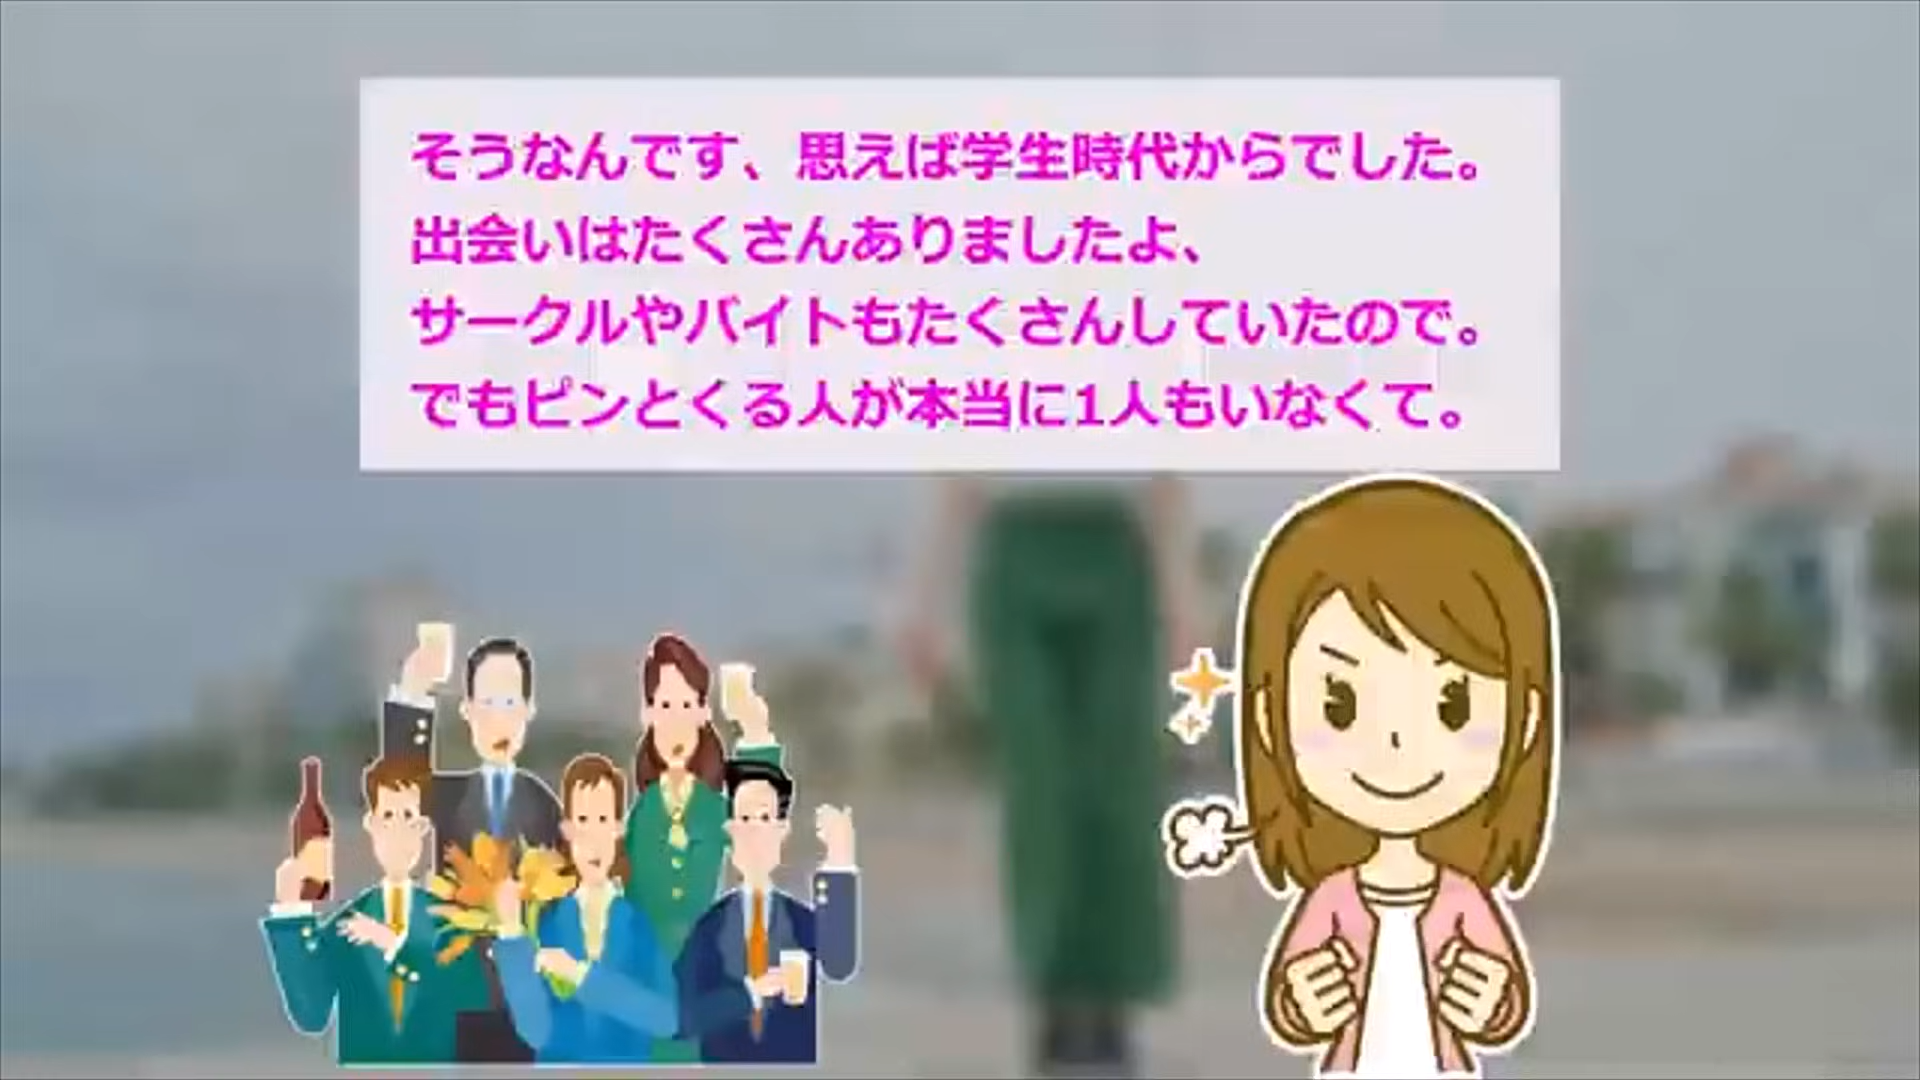 そうなんです、思えば学生時代からでした。
出会いはたくさんありましたよ、
サークルやバイトもたくさんしていたので。
でもピンとくる人が本当に1人もいなくて。